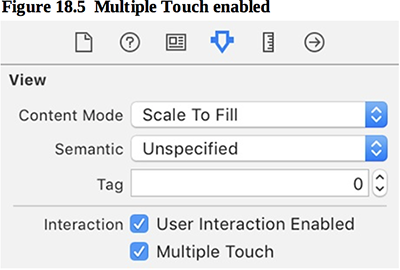 Figure 18.5 Multiple Touch enabled
View
Content Mode Scale To Fill
Semantic Unspecified
Tag 0
Interaction User Interaction Enabled
Multiple Touch